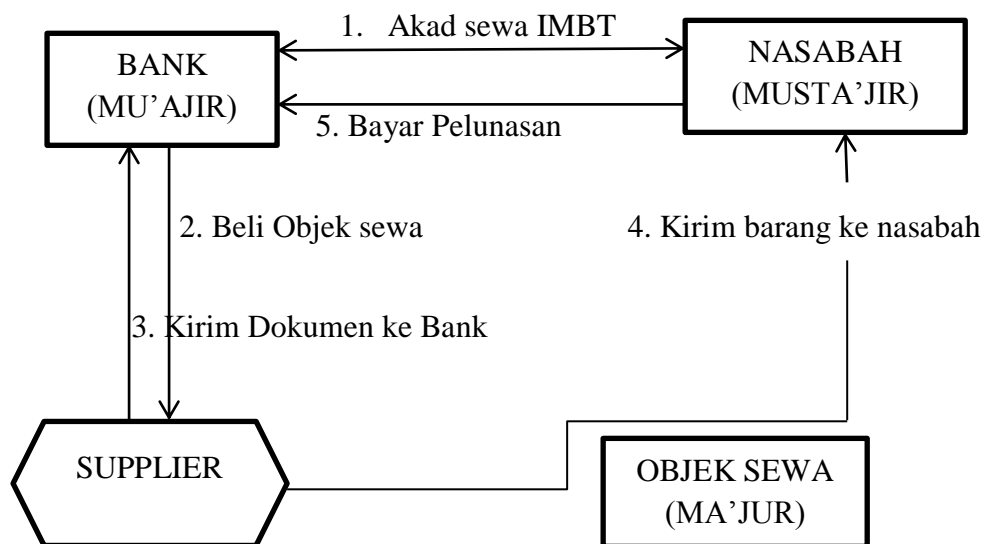 1. Akad sewa IMBT
BANK
(MU’AJIR)
NASABAH
(MUSTA’JIR)
5. Bayar Pelunasan
2. Beli Objek sewa
4. Kirim barang ke nasabah
3. Kirim Dokumen ke Bank
SUPPLIER
OBJEK SEWA
(MA’JUR)